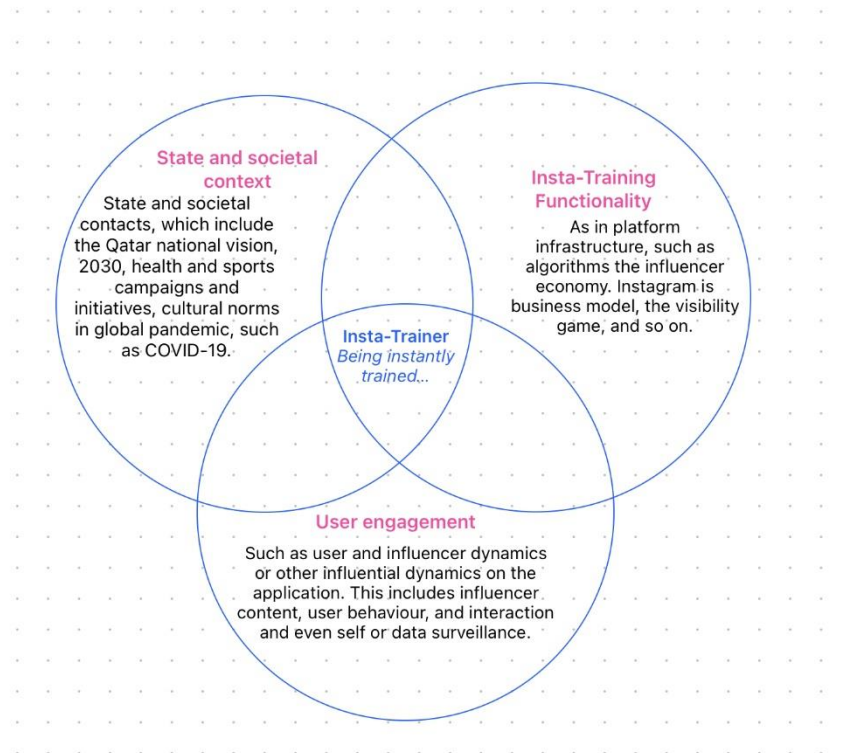 State and societal
context
State and societal
contacts, which include
the Qatar national vision,
2030, health and sports
campaigns and
initiatives, cultural norms
in global pandemic, such
as COVID-19.
Insta-Training
Functionality
As in platform
infrastructure, such as
algorithms the influencer
economy. Instagram is
business model, the visibility
game, and so on.
Insta-Trainer
Being instantly
trained...
User engagement
Such as user and influencer dynamics
or other influential dynamics on the
application. This includes influencer
content, user behaviour, and interaction
and even self or data surveillance.